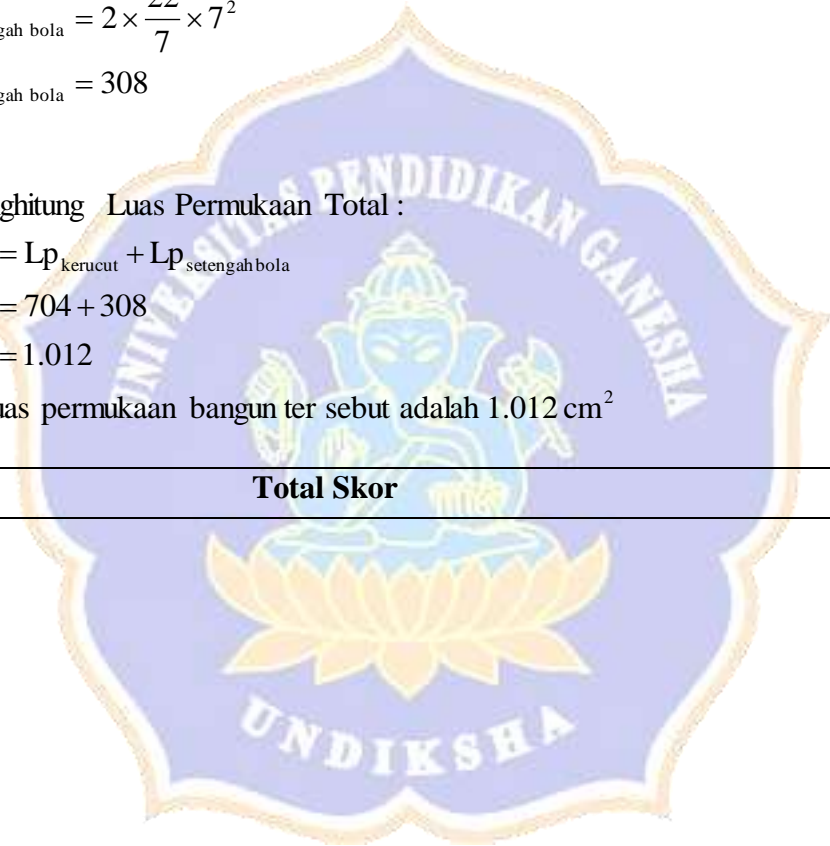 gah bola = 2 × 22/7 × 7²
gah bola = 308
ghitung Luas Permukaan Total :
= Lp kerucut + Lp setengah bola
= 704 + 308
= 1.012
uas permukaan bangun ter sebut adalah 1.012 cm²
Total Skor
UNIVERSITAS PENDIDIKAN GANESHA
UNDIKSHA